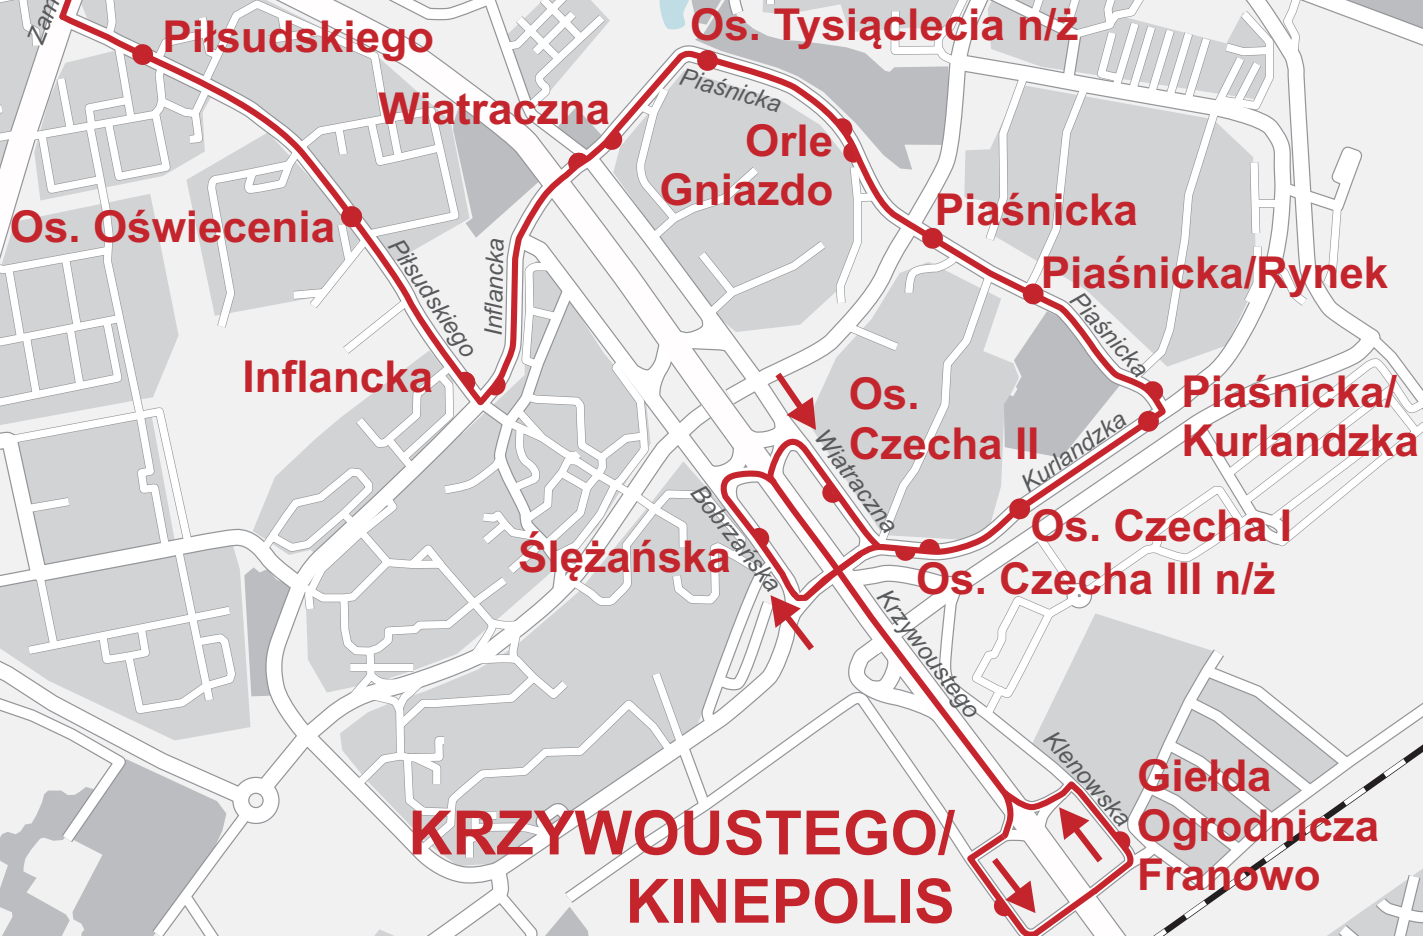 Zam
Piłsudskiego
Os. Tysiąclecia n/ż
Piaśnicka
Wiatraczna
Orle
Gniazdo
Os. Oświecenia
Piaśnicka
Piłsudskiego
Inflancka
Piaśnicka/Rynek
Piaśnicka
Inflancka
Os.
Czecha II
Piaśnicka/
Kurlandzka
Kurlandzka
Wiatraczna
Bobrzańska
Os. Czecha I
Ślężańska
Os. Czecha III n/ż
Krzywoustego
Klenowska
Giełda
Ogrodnicza
Franowo
KRZYWOUSTEGO/
KINEPOLIS